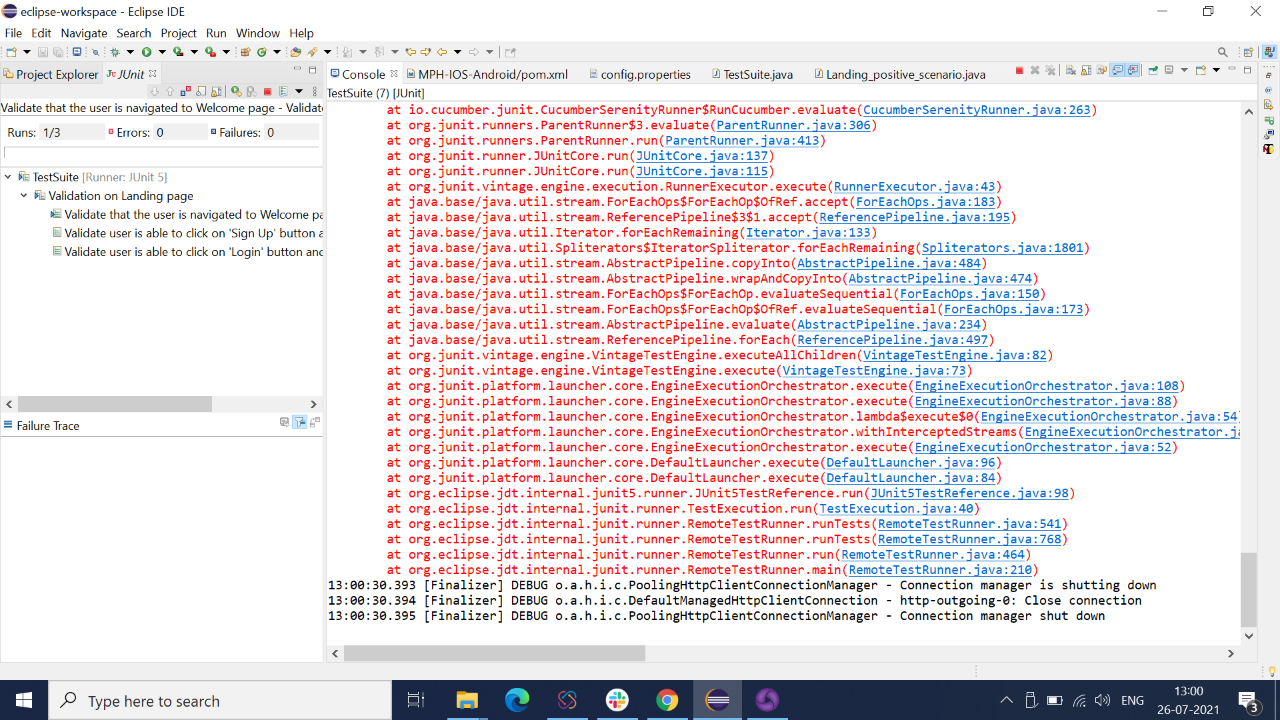 eclipse-workspace - Eclipse IDE
File Edit Navigate Search Project Run Window Help
Project Explorer JUnit
Console MPH-IOS-Android/pom.xml config.properties TestSuite.java Landing_positive_scenario.java
TestSuite (7) [JUnit]
Validate that the user is navigated to Welcome page - Validate
Runs: 1/3 Errors: 0 Failures: 0
TestSuite [Runner: JUnit 5]
Validation on Landing page
Validate that the user is navigated to Welcome pa
Validate user is able to click on 'Sign Up' button a
Validate user is able to click on 'Login' button and
Failure Trace
at io.cucumber.junit.CucumberSerenityRunner$RunCucumber.evaluate(CucumberSerenityRunner.java:263)
at org.junit.runners.ParentRunner$3.evaluate(ParentRunner.java:306)
at org.junit.runners.ParentRunner.run(ParentRunner.java:413)
at org.junit.runner.JUnitCore.run(JUnitCore.java:137)
at org.junit.runner.JUnitCore.run(JUnitCore.java:115)
at org.junit.vintage.engine.execution.RunnerExecutor.execute(RunnerExecutor.java:43)
at java.base/java.util.stream.ForEachOps$ForEachOp$OfRef.accept(ForEachOps.java:183)
at java.base/java.util.stream.ReferencePipeline$3$1.accept(ReferencePipeline.java:195)
at java.base/java.util.Iterator.forEachRemaining(Iterator.java:133)
at java.base/java.util.Spliterators$IteratorSpliterator.forEachRemaining(Spliterators.java:1801)
at java.base/java.util.stream.AbstractPipeline.copyInto(AbstractPipeline.java:484)
at java.base/java.util.stream.AbstractPipeline.wrapAndCopyInto(AbstractPipeline.java:474)
at java.base/java.util.stream.ForEachOps$ForEachOp.evaluateSequential(ForEachOps.java:150)
at java.base/java.util.stream.ForEachOps$ForEachOp$OfRef.evaluateSequential(ForEachOps.java:173)
at java.base/java.util.stream.AbstractPipeline.evaluate(AbstractPipeline.java:234)
at java.base/java.util.stream.ReferencePipeline.forEach(ReferencePipeline.java:497)
at org.junit.vintage.engine.VintageTestEngine.executeAllChildren(VintageTestEngine.java:82)
at org.junit.vintage.engine.VintageTestEngine.execute(VintageTestEngine.java:73)
at org.junit.platform.launcher.core.EngineExecutionOrchestrator.execute(EngineExecutionOrchestrator.java:108)
at org.junit.platform.launcher.core.EngineExecutionOrchestrator.execute(EngineExecutionOrchestrator.java:88)
at org.junit.platform.launcher.core.EngineExecutionOrchestrator.lambda$execute$0(EngineExecutionOrchestrator.java:54)
at org.junit.platform.launcher.core.EngineExecutionOrchestrator.withInterceptedStreams(EngineExecutionOrchestrator.ja
at org.junit.platform.launcher.core.EngineExecutionOrchestrator.execute(EngineExecutionOrchestrator.java:52)
at org.junit.platform.launcher.core.DefaultLauncher.execute(DefaultLauncher.java:96)
at org.junit.platform.launcher.core.DefaultLauncher.execute(DefaultLauncher.java:84)
at org.eclipse.jdt.internal.junit5.runner.JUnit5TestReference.run(JUnit5TestReference.java:98)
at org.eclipse.jdt.internal.junit.runner.TestExecution.run(TestExecution.java:40)
at org.eclipse.jdt.internal.junit.runner.RemoteTestRunner.runTests(RemoteTestRunner.java:541)
at org.eclipse.jdt.internal.junit.runner.RemoteTestRunner.runTests(RemoteTestRunner.java:768)
at org.eclipse.jdt.internal.junit.runner.RemoteTestRunner.run(RemoteTestRunner.java:464)
at org.eclipse.jdt.internal.junit.runner.RemoteTestRunner.main(RemoteTestRunner.java:210)
13:00:30.393 [Finalizer] DEBUG o.a.h.i.c.PoolingHttpClientConnectionManager - Connection manager is shutting down
13:00:30.394 [Finalizer] DEBUG o.a.h.i.c.DefaultManagedHttpClientConnection - http-outgoing-0: Close connection
13:00:30.395 [Finalizer] DEBUG o.a.h.i.c.PoolingHttpClientConnectionManager - Connection manager shut down
Type here to search
ENG
13:00
26-07-2021
3